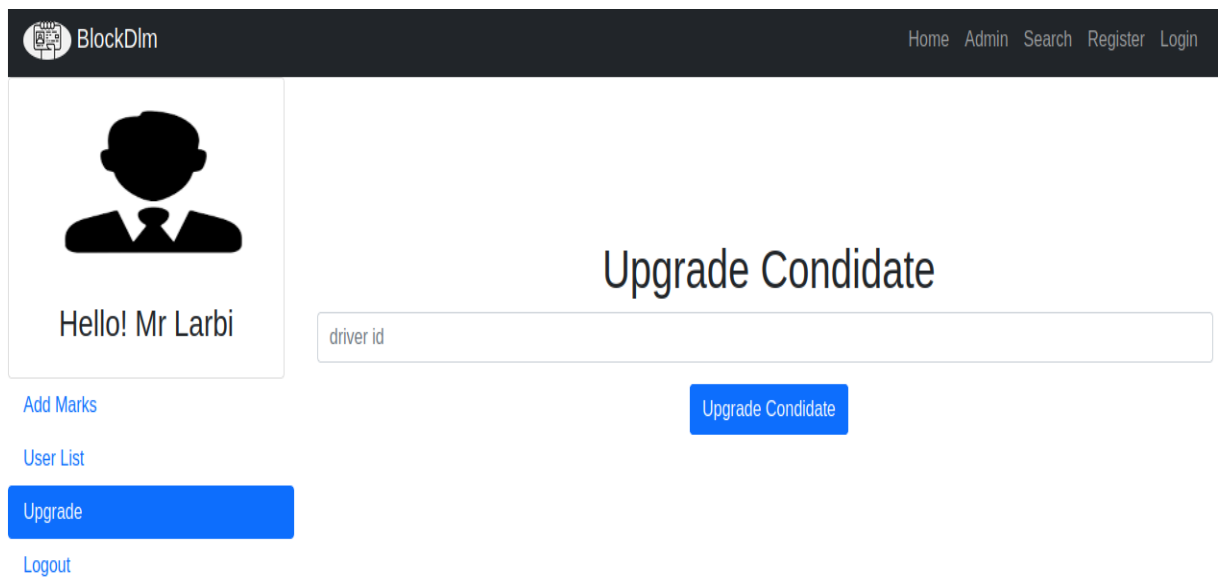 BlockDlm
Home Admin Search Register Login
Hello! Mr Larbi
Add Marks
User List
Upgrade
Logout
Upgrade Condidate
driver id
Upgrade Condidate